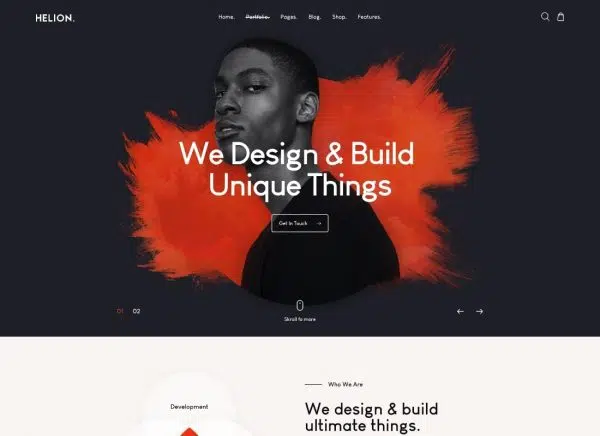 HELION.
Home. Portfolio. Pages. Blog. Shop. Features.
We Design & Build
Unique Things
Get In Touch
01 02
Skroll to more
Who We Are
Development
We design & build
ultimate things.